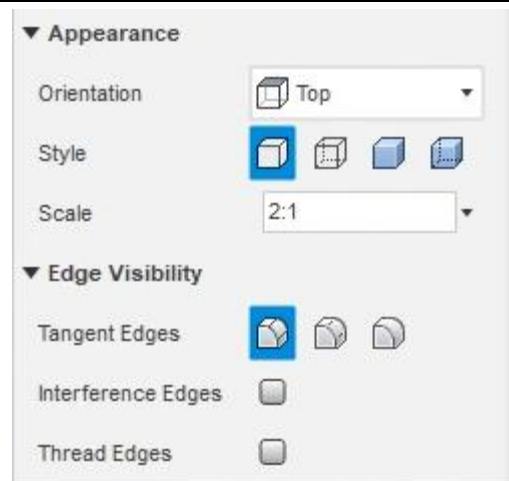 Appearance
Orientation Top
Style
Scale 2:1
Edge Visibility
Tangent Edges
Interference Edges
Thread Edges